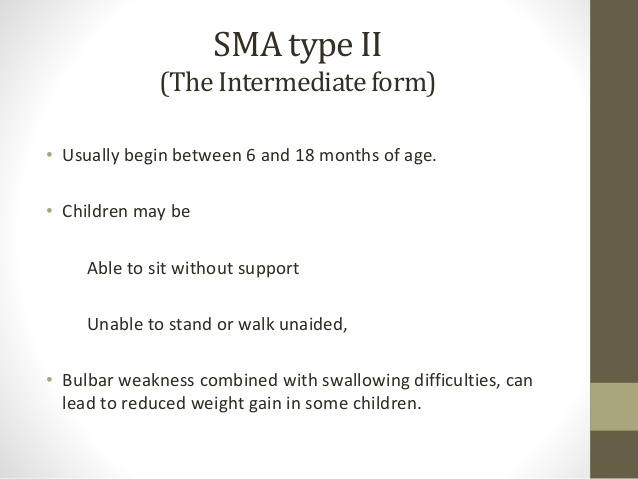 SMA type II
(The Intermediate form)
• Usually begin between 6 and 18 months of age.
• Children may be
Able to sit without support
Unable to stand or walk unaided,
• Bulbar weakness combined with swallowing difficulties, can
lead to reduced weight gain in some children.